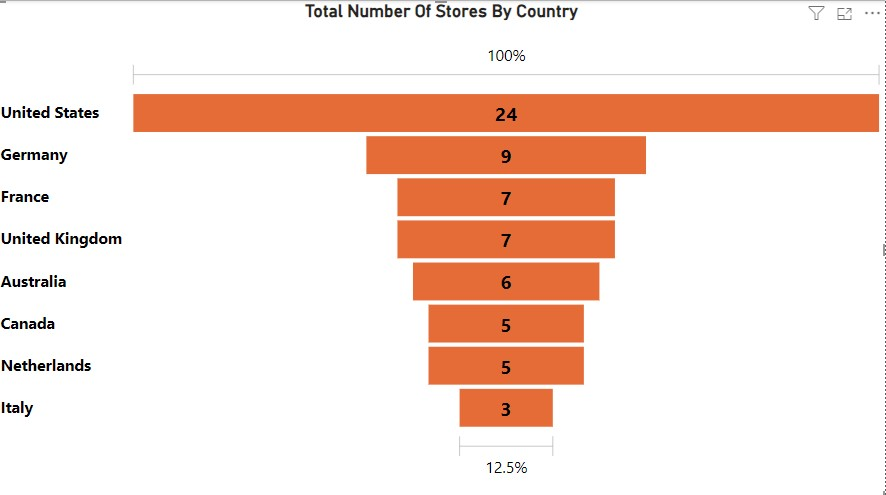 Total Number Of Stores By Country
100%
United States 24
Germany 9
France 7
United Kingdom 7
Australia 6
Canada 5
Netherlands 5
Italy 3
12.5%